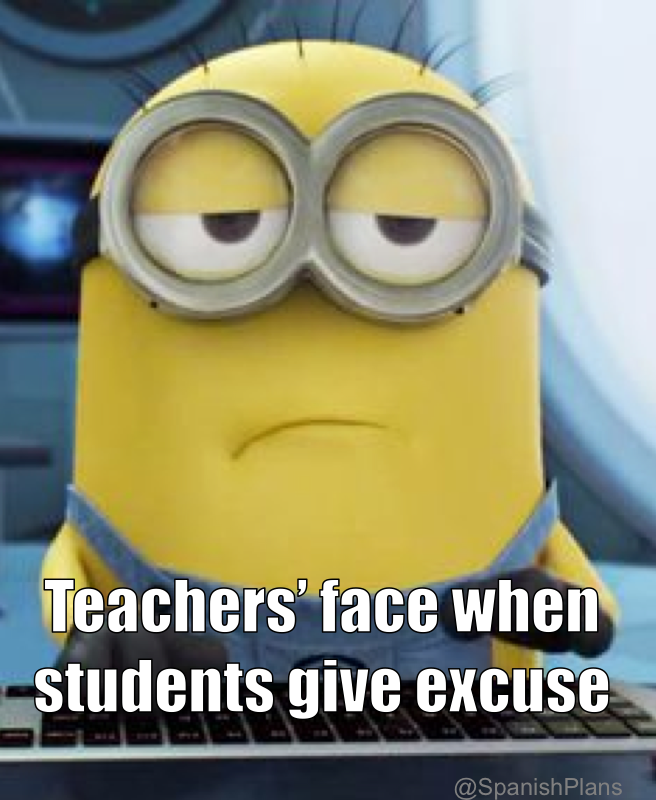 Teachers’ face when
students give excuse
@SpanishPlans